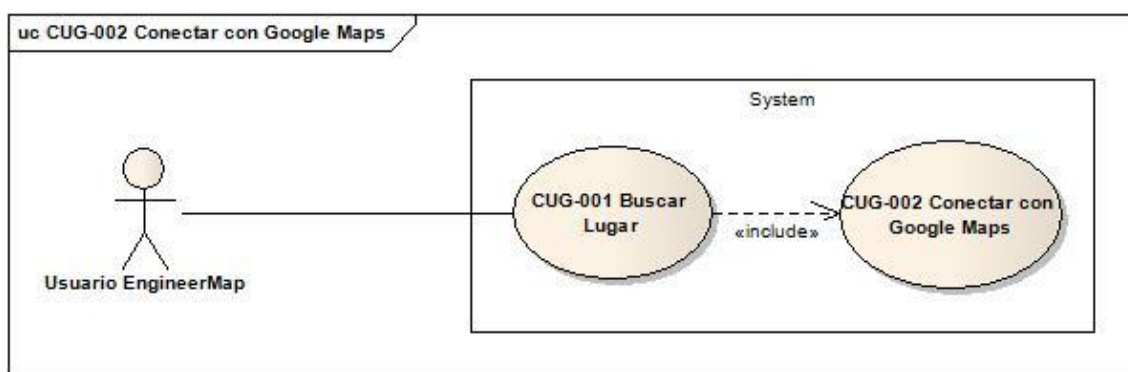 uc CUG-002 Conectar con Google Maps
System
CUG-001 Buscar
Lugar
CUG-002 Conectar con
Google Maps
«include»
Usuario EngineerMap